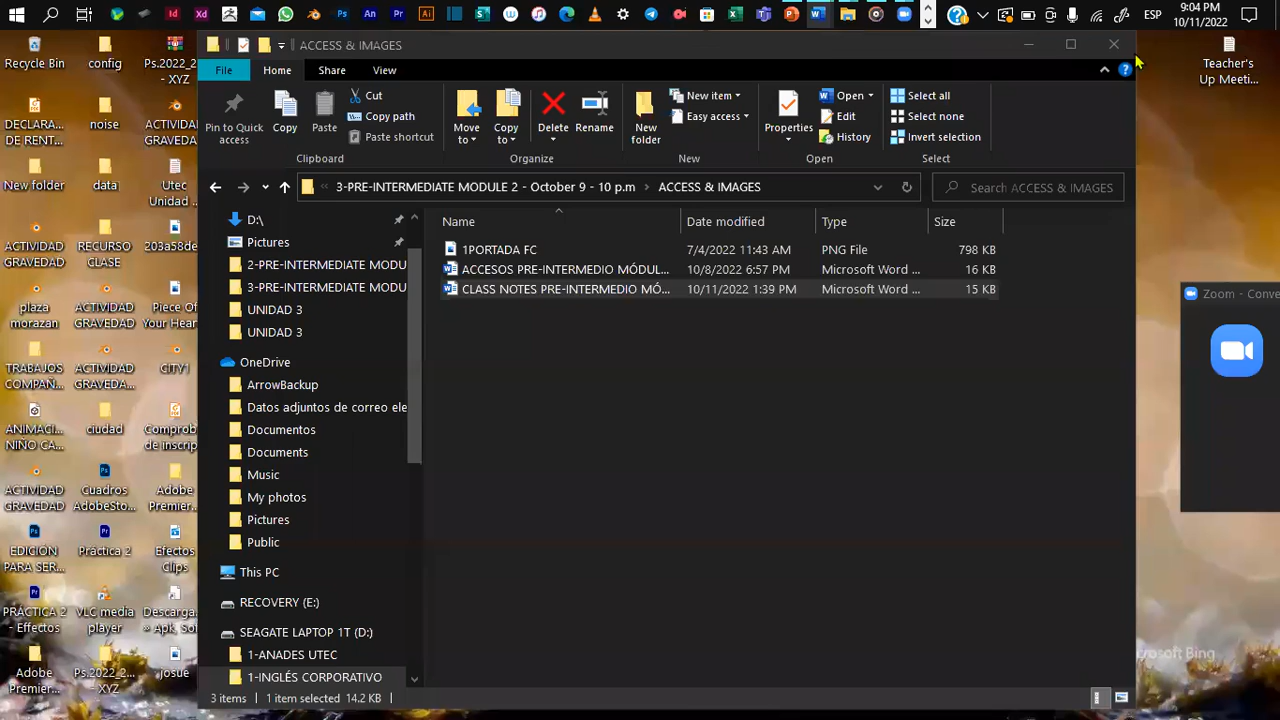 ESP
9:04 PM
10/11/2022
ACCESS & IMAGES
File
Home
Share
View
Pin to Quick access
Copy
Paste
Cut
Copy path
Paste shortcut
Clipboard
Move to
Copy to
Delete
Rename
Organize
New folder
New item
Easy access
New
Properties
Open
Edit
History
Open
Select all
Select none
Invert selection
Select
3-PRE-INTERMEDIATE MODULE 2 - October 9 - 10 p.m
ACCESS & IMAGES
Search ACCESS & IMAGES
Name
Date modified
Type
Size
1PORTADA FC
7/4/2022 11:43 AM
PNG File
798 KB
ACCESOS PRE-INTERMEDIO MÓDUL...
10/8/2022 6:57 PM
Microsoft Word ...
16 KB
CLASS NOTES PRE-INTERMEDIO MÓ...
10/11/2022 1:39 PM
Microsoft Word ...
15 KB
D:\
Pictures
2-PRE-INTERMEDIATE MODU
3-PRE-INTERMEDIATE MODU
UNIDAD 3
UNIDAD 3
OneDrive
ArrowBackup
Datos adjuntos de correo ele
Documentos
Documents
Music
My photos
Pictures
Public
This PC
RECOVERY (E:)
SEAGATE LAPTOP 1T (D:)
1-ANADES UTEC
1-INGLÉS CORPORATIVO
3 items
1 item selected 14.2 KB
Recycle Bin
config
Ps.2022_2...
-XYZ
DECLARA...
DE RENT...
noise
ACTIVIDAD
GRAVEDAD
New folder
data
Utec
Unidad ...
ACTIVIDAD
GRAVEDAD
RECURSO
CLASE
203a58de
plaza
morazan
ACTIVIDAD
GRAVEDAD
Piece Of
Your Hear
TRABAJOS
COMPAÑ...
ACTIVIDAD
GRAVEDA...
CITY1
ANIMACI...
NIÑO CA...
ciudad
Comprob
de inscrip
ACTIVIDAD
GRAVEDAD
cuadros
AdobeSto...
Adobe
Premier...
EDICIÓN
PARA SER...
Práctica 2
Efectos
Clips
PRÁCTICA 2
- Effectos
VLC media
player
Descarga...
» Apk. Sof
Adobe
Premier...
Ps.2022_2...
-XYZ
josue
Teacher's
Up Meeti...
Zoom - Conve
rosoft Bing